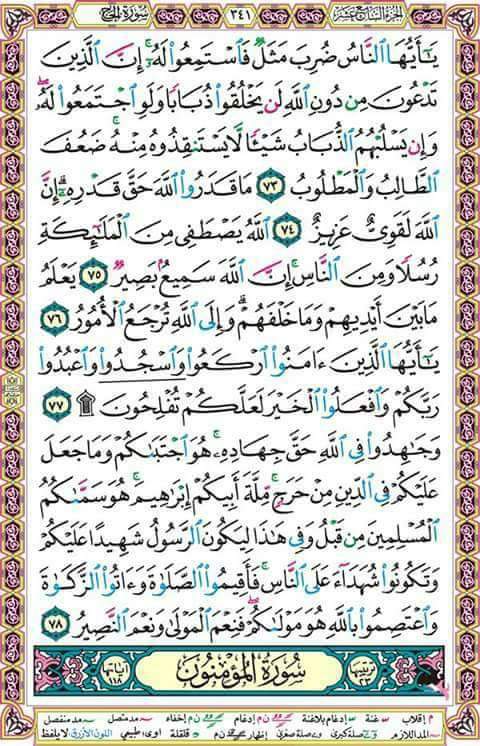 سورة الحج ٣٤١ الجزء السابع عشر
يَٰٓأَيُّهَا ٱلنَّاسُ ضُرِبَ مَثَلٌ فَٱسْتَمِعُوا۟ لَهُۥٓ إِنَّ ٱلَّذِينَ
تَدْعُونَ مِن دُونِ ٱللَّهِ لَن يَخْلُقُوا۟ ذُبَابًا وَلَوِ ٱجْتَمَعُوا۟ لَهُۥ
وَإِن يَسْلُبْهُمُ ٱلذُّبَابُ شَيْـًٔا لَّا يَسْتَنقِذُوهُ مِنْهُ ضَعُفَ
ٱلطَّالِبُ وَٱلْمَطْلُوبُ ٧٣ مَا قَدَرُوا۟ ٱللَّهَ حَقَّ قَدْرِهِۦٓ إِنَّ
ٱللَّهَ لَقَوِىٌّ عَزِيزٌ ٧٤ ٱللَّهُ يَصْطَفِى مِنَ ٱلْمَلَٰٓئِكَةِ
رُسُلًا وَمِنَ ٱلنَّاسِ إِنَّ ٱللَّهَ سَمِيعٌۢ بَصِيرٌ ٧٥ يَعْلَمُ
مَا بَيْنَ أَيْدِيهِمْ وَمَا خَلْفَهُمْ وَإِلَى ٱللَّهِ تُرْجَعُ ٱلْأُمُورُ ٧٦
يَٰٓأَيُّهَا ٱلَّذِينَ ءَامَنُوا۟ ٱرْكَعُوا۟ وَٱسْجُدُوا۟ وَٱعْبُدُوا۟
رَبَّكُمْ وَٱفْعَلُوا۟ ٱلْخَيْرَ لَعَلَّكُمْ تُفْلِحُونَ ۩ ٧٧
وَجَٰهِدُوا۟ فِى ٱللَّهِ حَقَّ جِهَادِهِۦ هُوَ ٱجْتَبَىٰكُمْ وَمَا جَعَلَ
عَلَيْكُمْ فِى ٱلدِّينِ مِنْ حَرَجٍ مِّلَّةَ أَبِيكُمْ إِبْرَٰهِيمَ هُوَ سَمَّىٰكُمُ
ٱلْمُسْلِمِينَ مِن قَبْلُ وَفِى هَٰذَا لِيَكُونَ ٱلرَّسُولُ شَهِيدًا عَلَيْكُمْ
وَتَكُونُوا۟ شُهَدَآءَ عَلَى ٱلنَّاسِ فَأَقِيمُوا۟ ٱلصَّلَوٰةَ وَءَاتُوا۟ ٱلزَّكَوٰةَ
وَٱعْتَصِمُوا۟ بِٱللَّهِ هُوَ مَوْلَىٰكُمْ فَنِعْمَ ٱلْمَوْلَىٰ وَنِعْمَ ٱلنَّصِيرُ ٧٨
ترتيبها ٢٣ سُورَةُ المُؤْمِنُونَ آياتها ١١٨
م إقلاب غنة إدغام بلاغنة ن م إدغام ن م إخفاء مد متصل مد منفصل
المد اللازم صلة كبرى صلة صغرى إظهار ن م قلقلة اوى: طبيعي اللون الأزرق لا يلفظ